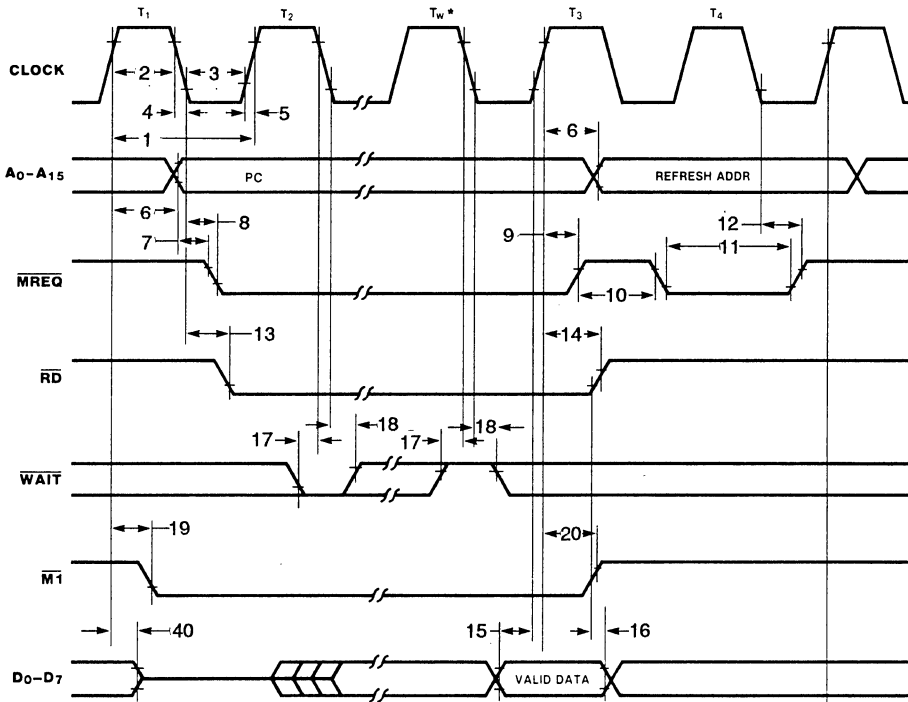 T1 T2 Tw* T3 T4
CLOCK
2 3
4 5
1 6
A0–A15 PC REFRESH ADDR
6 8 9 12
7 11
MREQ 10
13 14
RD
17 18 17 18
WAIT
19 20
M1
40 15 16
D0–D7 VALID DATA